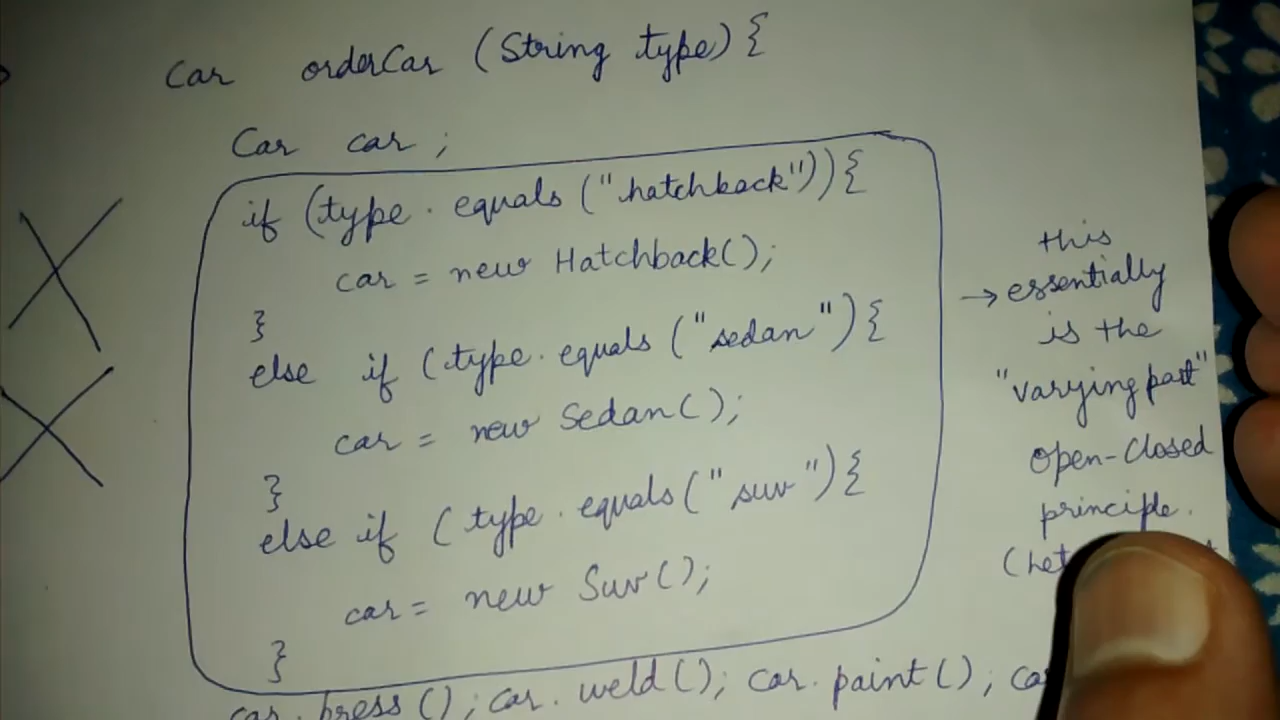 Car orderCar (String type){
Car car;
if (type.equals("hatchback")){
car = new Hatchback();
}
else if (type.equals("sedan"){
car = new Sedan();
}
else if (type.equals("suv"){
car = new Suv();
}
car.press(); car.weld(); car.paint();
→ this
essentially
is the
"varying part"
Open-Closed
principle.